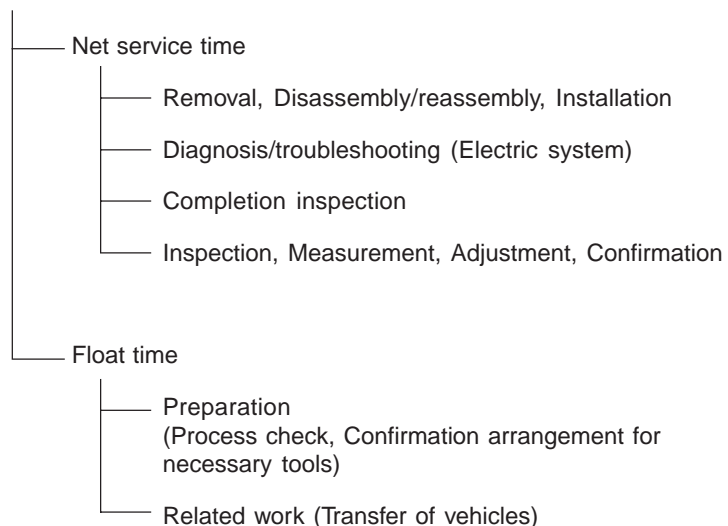 Net service time
Removal, Disassembly/reassembly, Installation
Diagnosis/troubleshooting (Electric system)
Completion inspection
Inspection, Measurement, Adjustment, Confirmation
Float time
Preparation
(Process check, Confirmation arrangement for
necessary tools)
Related work (Transfer of vehicles)